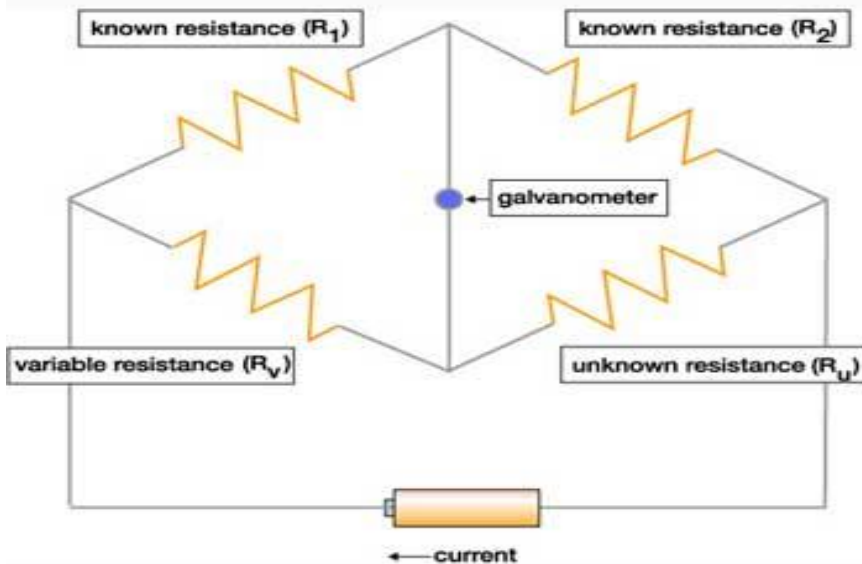 known resistance (R1)
known resistance (R2)
galvanometer
variable resistance (Rv)
unknown resistance (Ru)
current